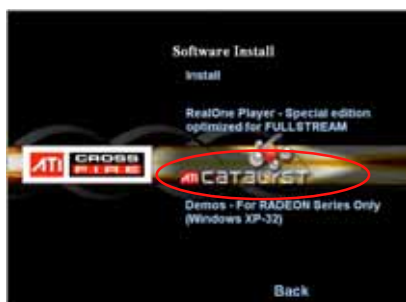 Software Install
Install
RealOne Player - Special edition
optimized for FULLSTREAM
ATI CROSS
FIRE
ATI CATALYST
Demos - For RADEON Series Only
(Windows XP-32)
Back